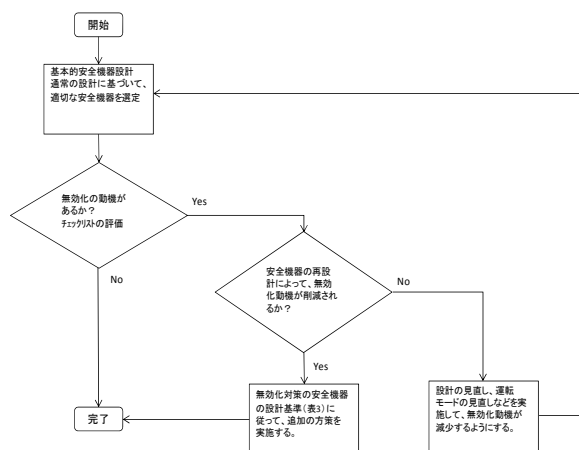 開始
基本的安全機器設計
通常の設計に基づいて、
適切な安全機器を選定
無効化の動機が
あるか？
ﾁｪｯｸﾘｽﾄの評価
Yes
No
安全機器の再設
計によって、無効
化動機が削減され
るか？
No
Yes
無効化対策の安全機器
の設計基準（表3）に
従って、追加の方策を
実施する。
設計の見直し、運転
モードの見直しなどを実
施して、無効化動機が
減少するようにする。
完了